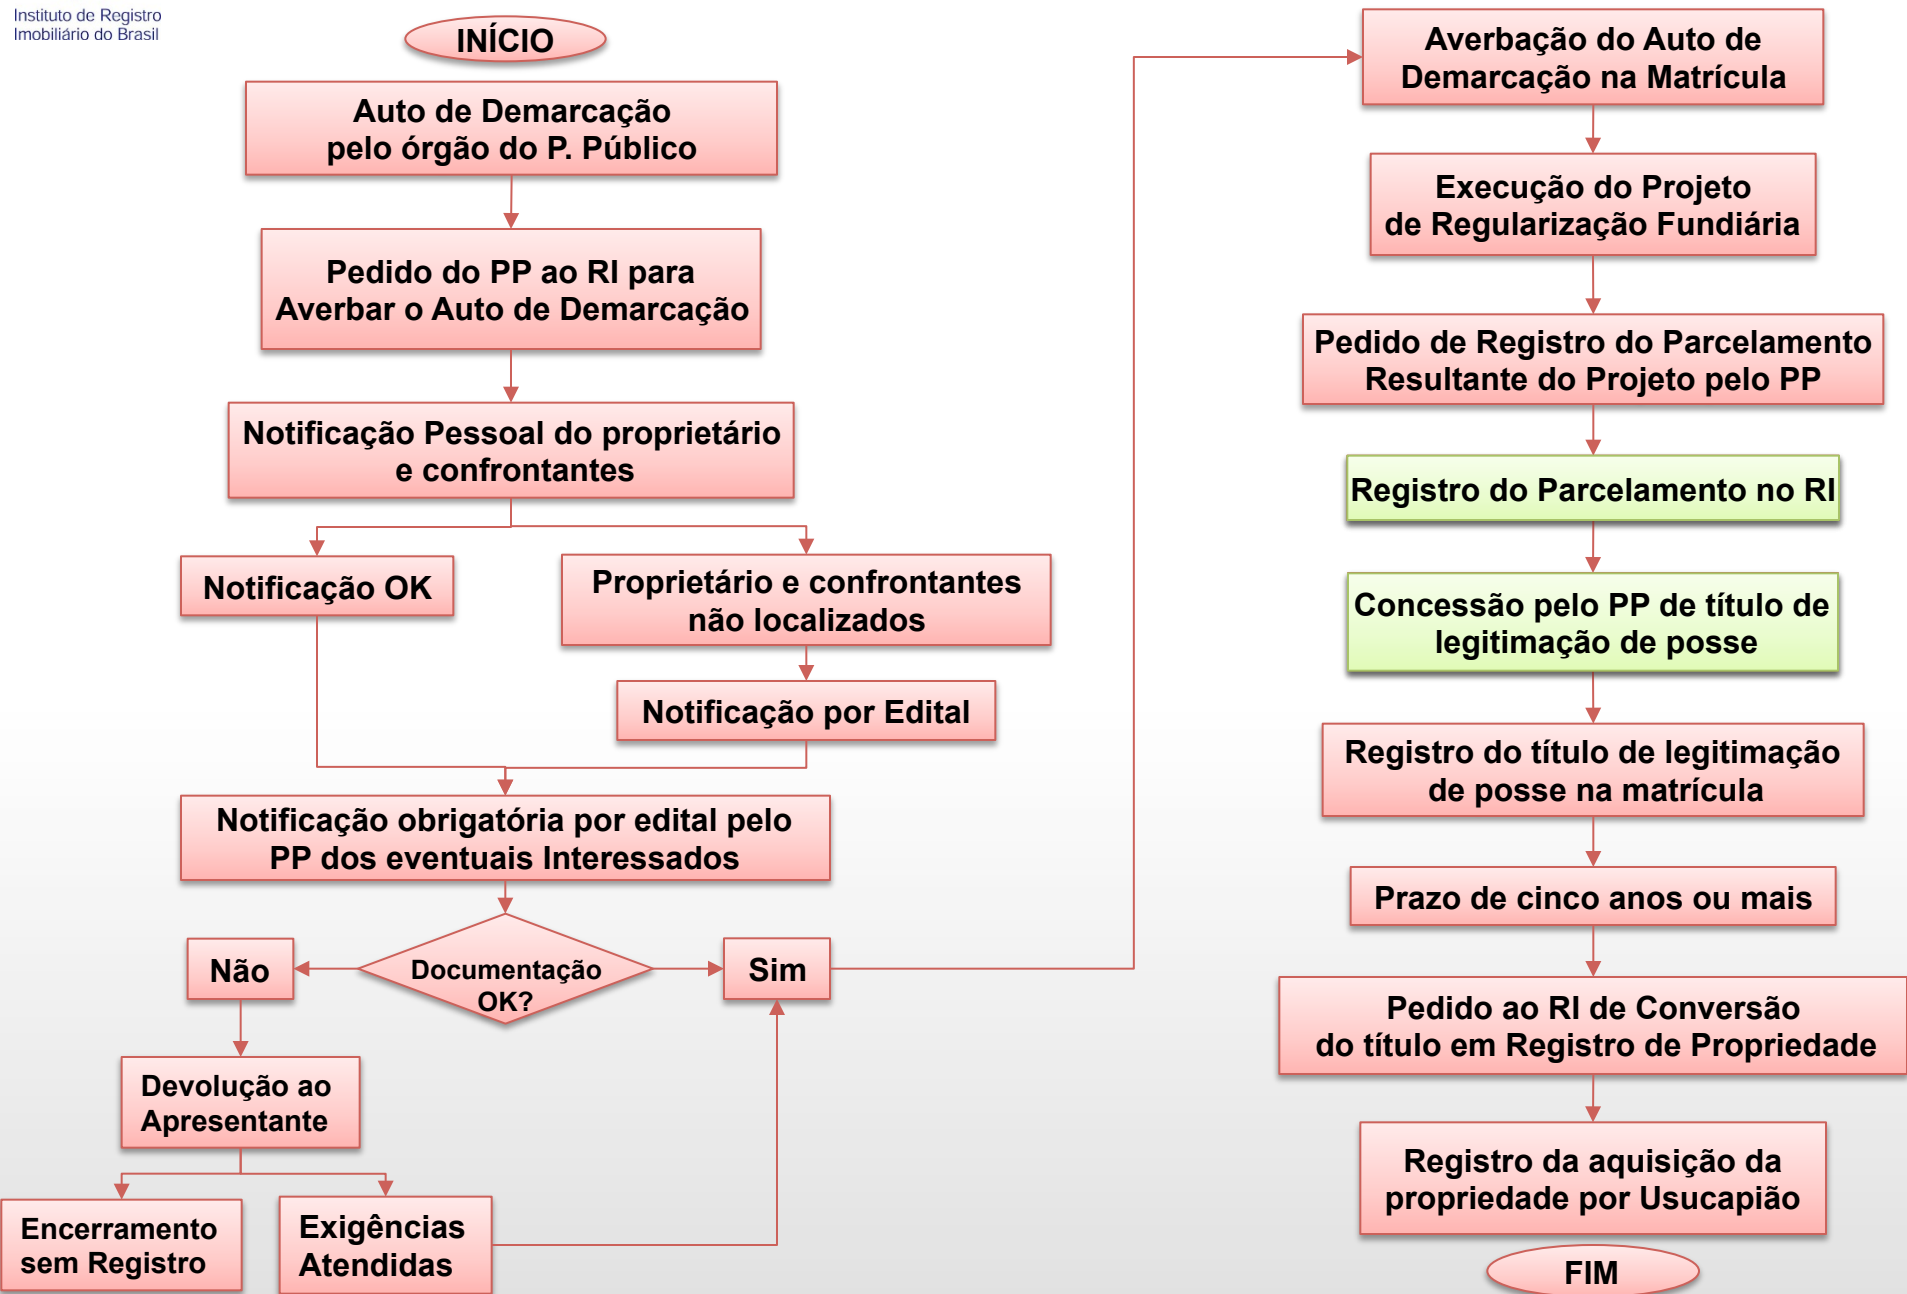 Instituto de Registro
Imobiliário do Brasil
INÍCIO
Auto de Demarcação
pelo órgão do P. Público
Pedido do PP ao RI para
Averbar o Auto de Demarcação
Notificação Pessoal do proprietário
e confrontantes
Notificação OK
Proprietário e confrontantes
não localizados
Notificação por Edital
Notificação obrigatória por edital pelo
PP dos eventuais Interessados
Documentação
OK?
Não
Sim
Devolução ao
Apresentante
Encerramento
sem Registro
Exigências
Atendidas
Averbação do Auto de
Demarcação na Matrícula
Execução do Projeto
de Regularização Fundiária
Pedido de Registro do Parcelamento
Resultante do Projeto pelo PP
Registro do Parcelamento no RI
Concessão pelo PP de título de
legitimação de posse
Registro do título de legitimação
de posse na matrícula
Prazo de cinco anos ou mais
Pedido ao RI de Conversão
do título em Registro de Propriedade
Registro da aquisição da
propriedade por Usucapião
FIM